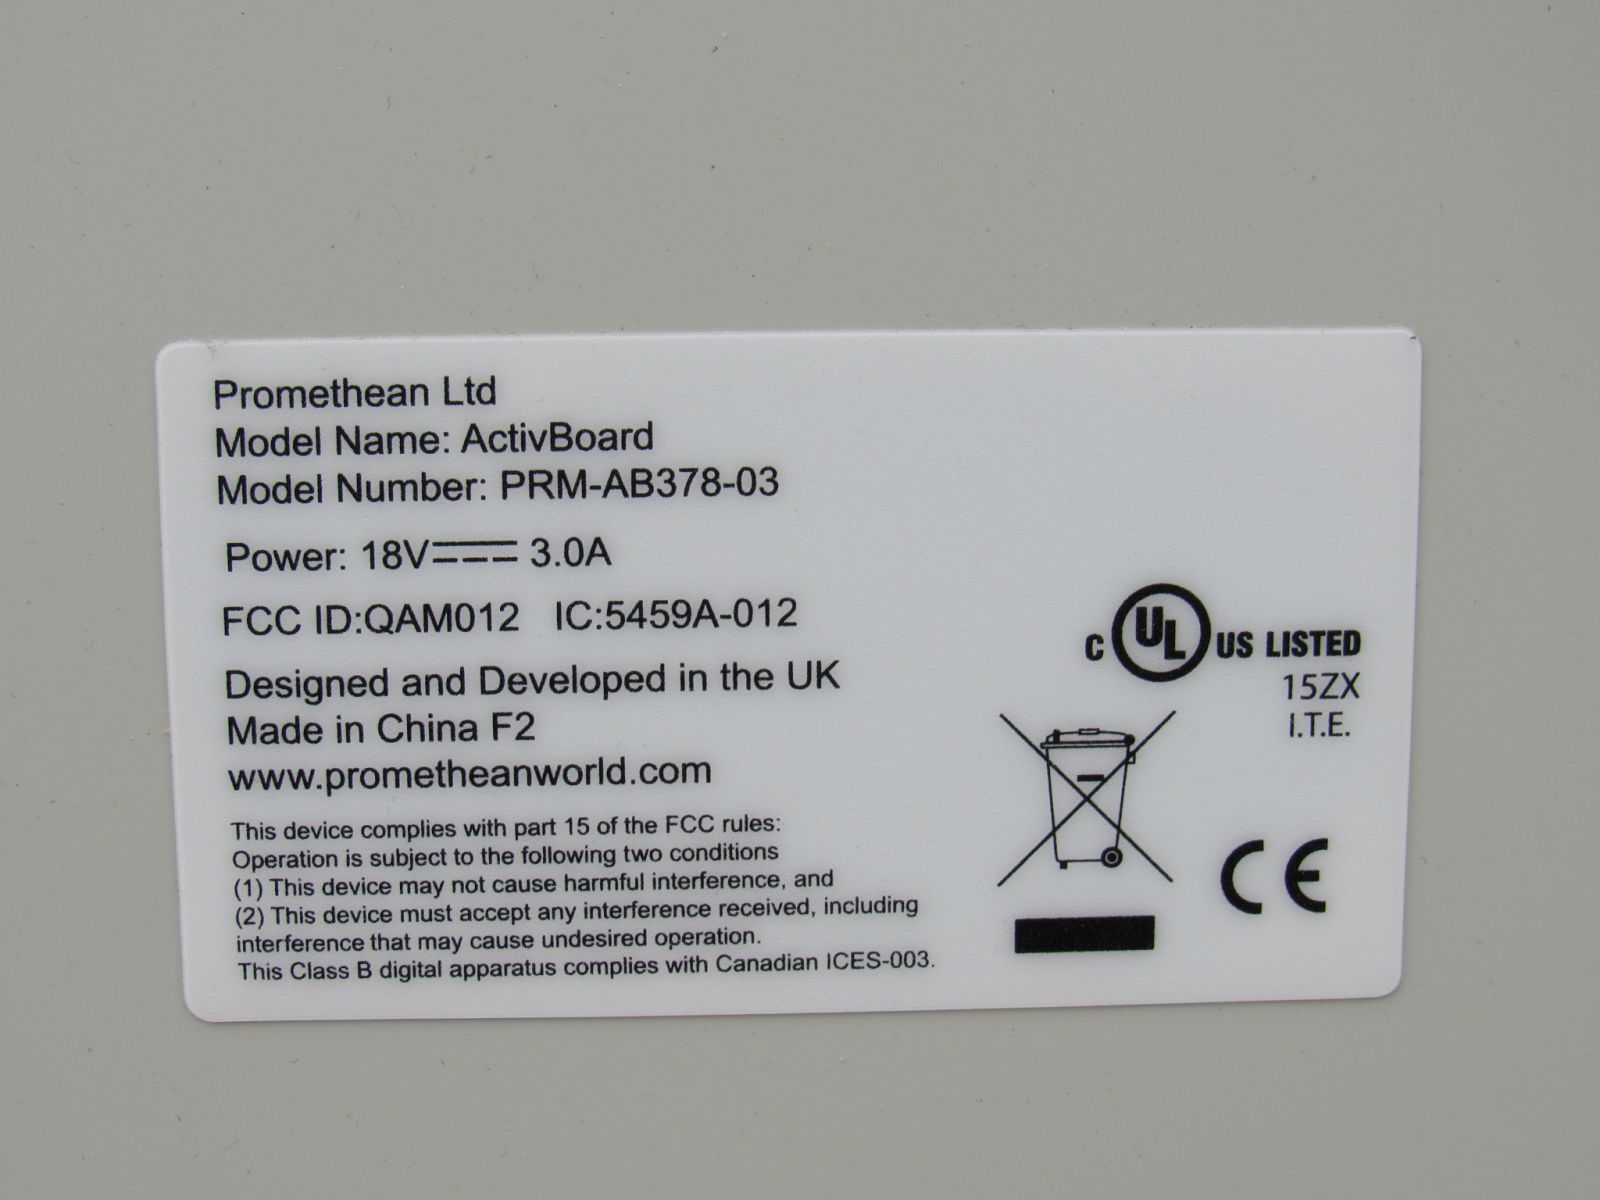 Promethean Ltd
Model Name: ActivBoard
Model Number: PRM-AB378-03
Power: 18V⎓ 3.0A
FCC ID:QAM012 IC:5459A-012
Designed and Developed in the UK
Made in China F2
www.prometheanworld.com
This device complies with part 15 of the FCC rules:
Operation is subject to the following two conditions
(1) This device may not cause harmful interference, and
(2) This device must accept any interference received, including
interference that may cause undesired operation.
This Class B digital apparatus complies with Canadian ICES-003.
C UL US LISTED
15ZX
I.T.E.
CE